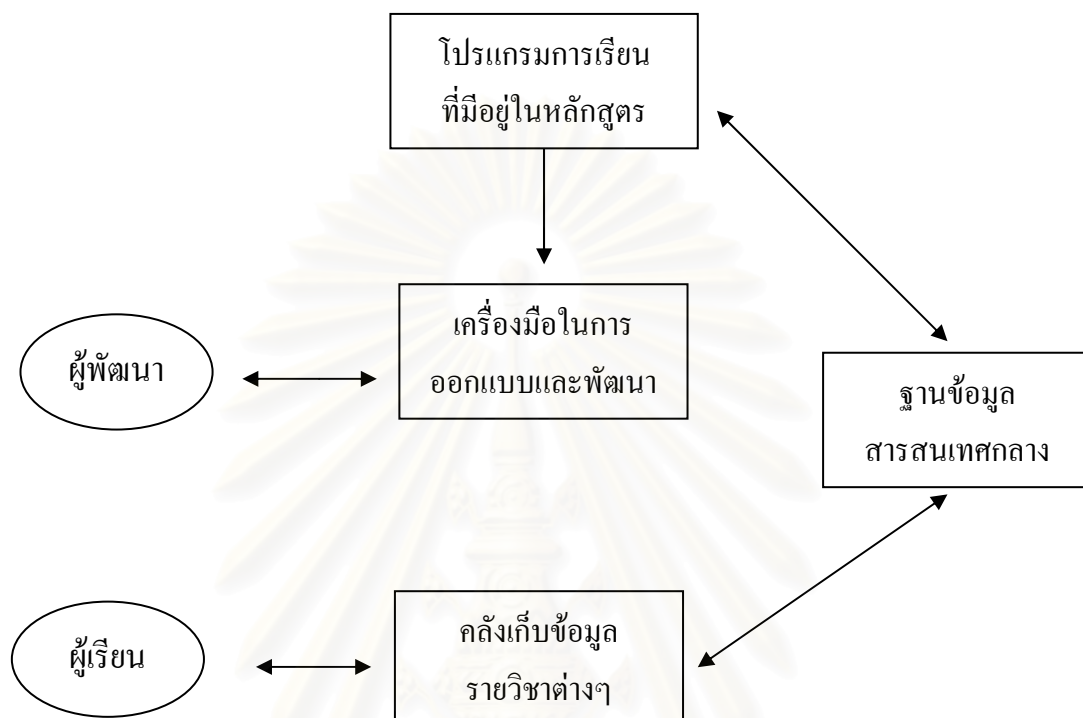 โปรแกรมการเรียน
ที่มีอยู่ในหลักสูตร
เครื่องมือในการ
ออกแบบและพัฒนา
ผู้พัฒนา
ฐานข้อมูล
สารสนเทศกลาง
คลังเก็บข้อมูล
รายวิชาต่างๆ
ผู้เรียน